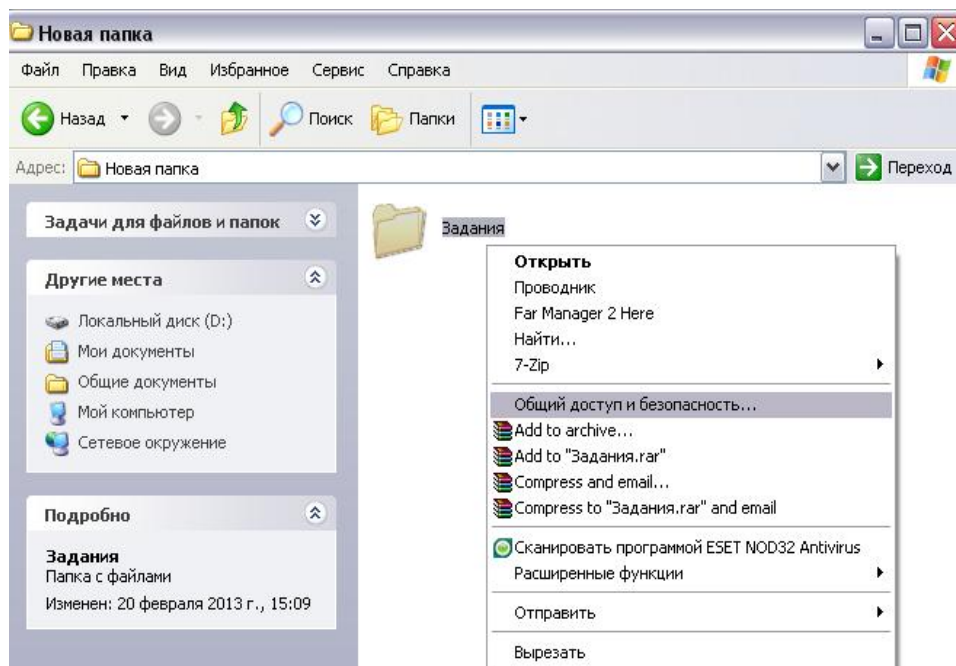 Новая папка
Файл Правка Вид Избранное Сервис Справка
Назад Поиск Папки
Адрес: Новая папка Переход
Задачи для файлов и папок
Другие места
Локальный диск (D:)
Мои документы
Общие документы
Мой компьютер
Сетевое окружение
Подробно
Задания
Папка с файлами
Изменен: 20 февраля 2013 г., 15:09
Задания
Открыть
Проводник
Far Manager 2 Here
Найти...
7-Zip
Общий доступ и безопасность...
Add to archive...
Add to "Задания.rar"
Compress and email...
Compress to "Задания.rar" and email
Сканировать программой ESET NOD32 Antivirus
Расширенные функции
Отправить
Вырезать